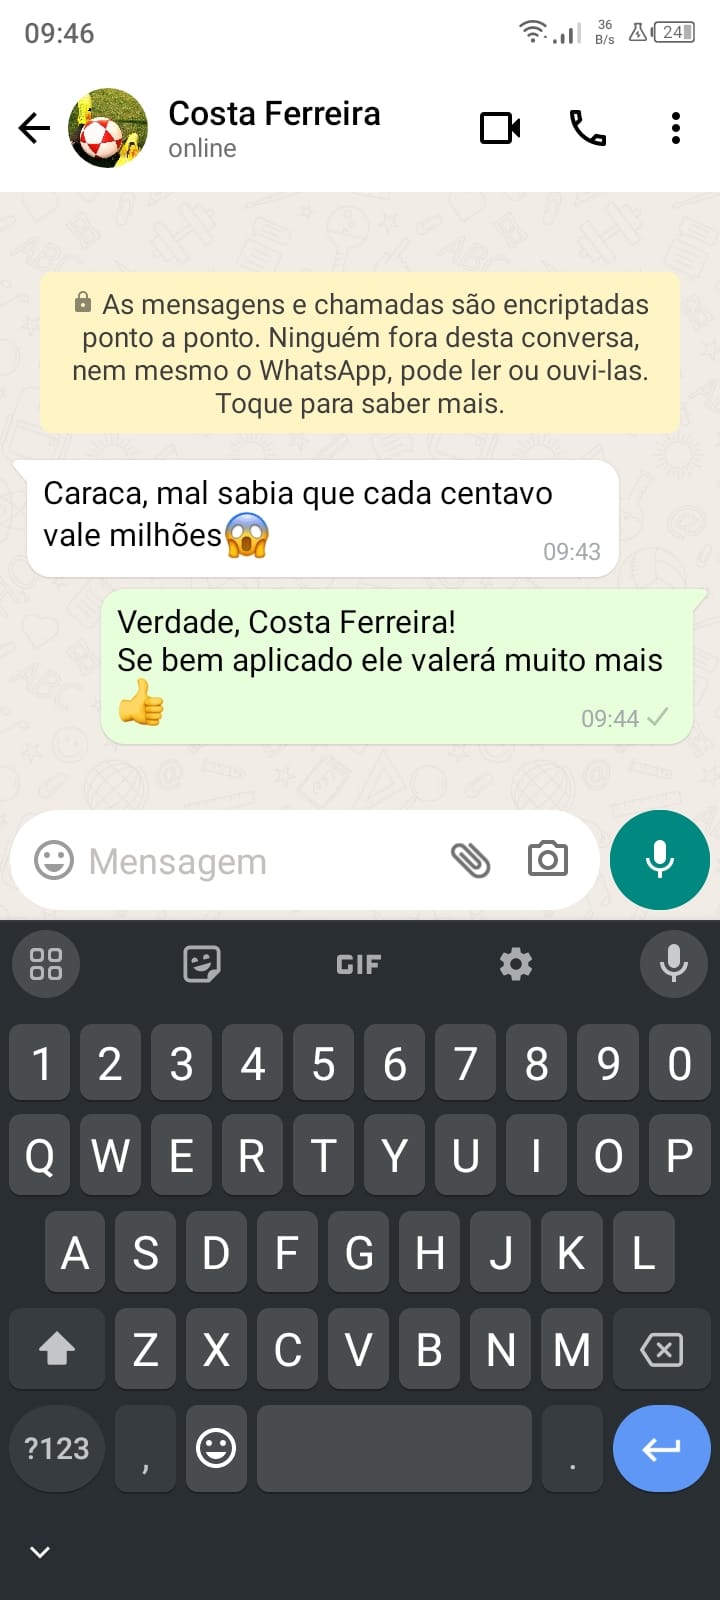 09:46
36
B/s
24
Costa Ferreira
online
As mensagens e chamadas são encriptadas
ponto a ponto. Ninguém fora desta conversa,
nem mesmo o WhatsApp, pode ler ou ouvi-las.
Toque para saber mais.
Caraca, mal sabia que cada centavo
vale milhões😱
09:43
Verdade, Costa Ferreira!
Se bem aplicado ele valerá muito mais
👍
09:44
Mensagem
GIF
1 2 3 4 5 6 7 8 9 0
Q W E R T Y U I O P
A S D F G H J K L
Z X C V B N M
?123 , .